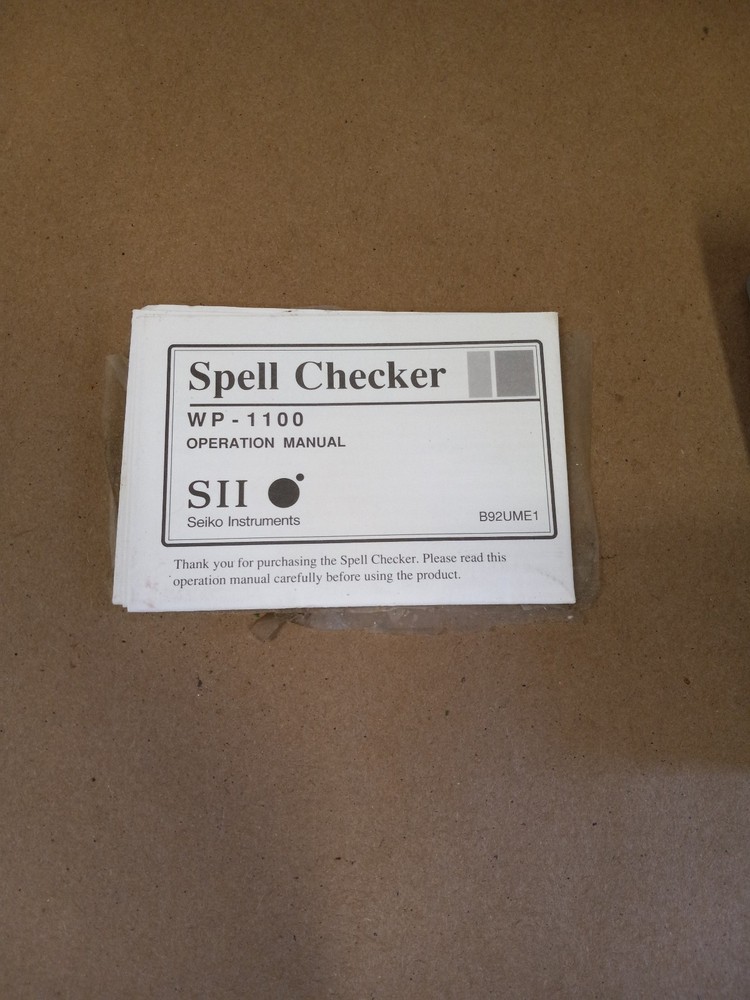 Spell Checker
WP-1100
OPERATION MANUAL
SII
Seiko Instruments
B92UME1
Thank you for purchasing the Spell Checker. Please read this
operation manual carefully before using the product.